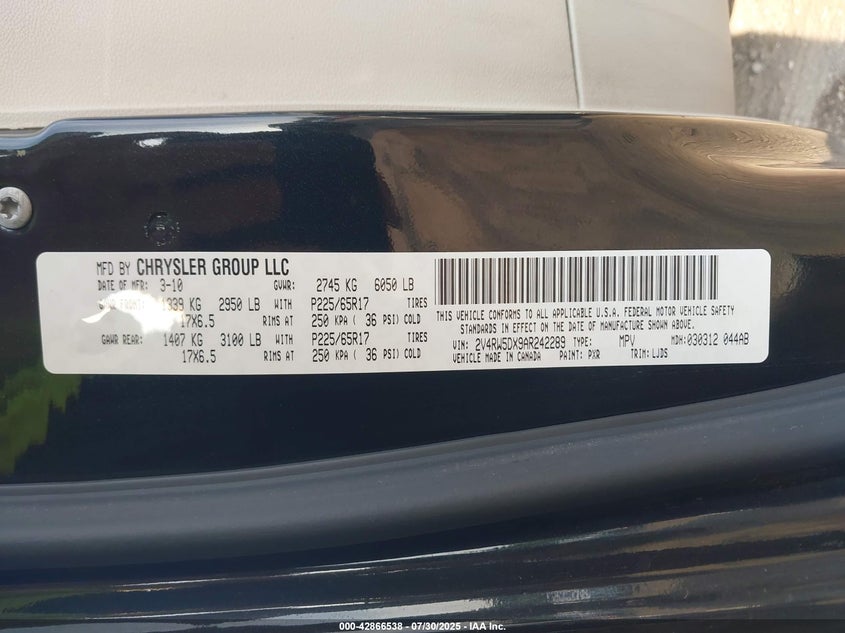 MFD BY CHRYSLER GROUP LLC
DATE OF MFR: 3-10 GVWR: 2745 KG 6050 LB
GAWR FRONT: 1339 KG 2950 LB WITH P225/65R17 TIRES
17X6.5 RIMS AT 250 KPA ( 36 PSI) COLD
GAWR REAR: 1407 KG 3100 LB WITH P225/65R17 TIRES
17X6.5 RIMS AT 250 KPA ( 36 PSI) COLD
THIS VEHICLE CONFORMS TO ALL APPLICABLE U.S.A. FEDERAL MOTOR VEHICLE SAFETY
STANDARDS IN EFFECT ON THE DATE OF MANUFACTURE SHOWN ABOVE.
VIN: 2V4RW5DX9AR242289 TYPE: MPV MDH: 030312 044AB
VEHICLE MADE IN CANADA PAINT: PXR TRIM: LJDS
000-42866538 - 07/30/2025 - IAA Inc.